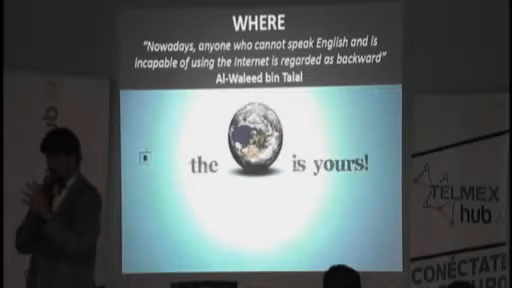 WHERE
"Nowadays, anyone who cannot speak English and is
incapable of using the Internet is regarded as backward"
Al-Waleed bin Talal
the is yours!
TELMEX
hub
CONÉCTATE